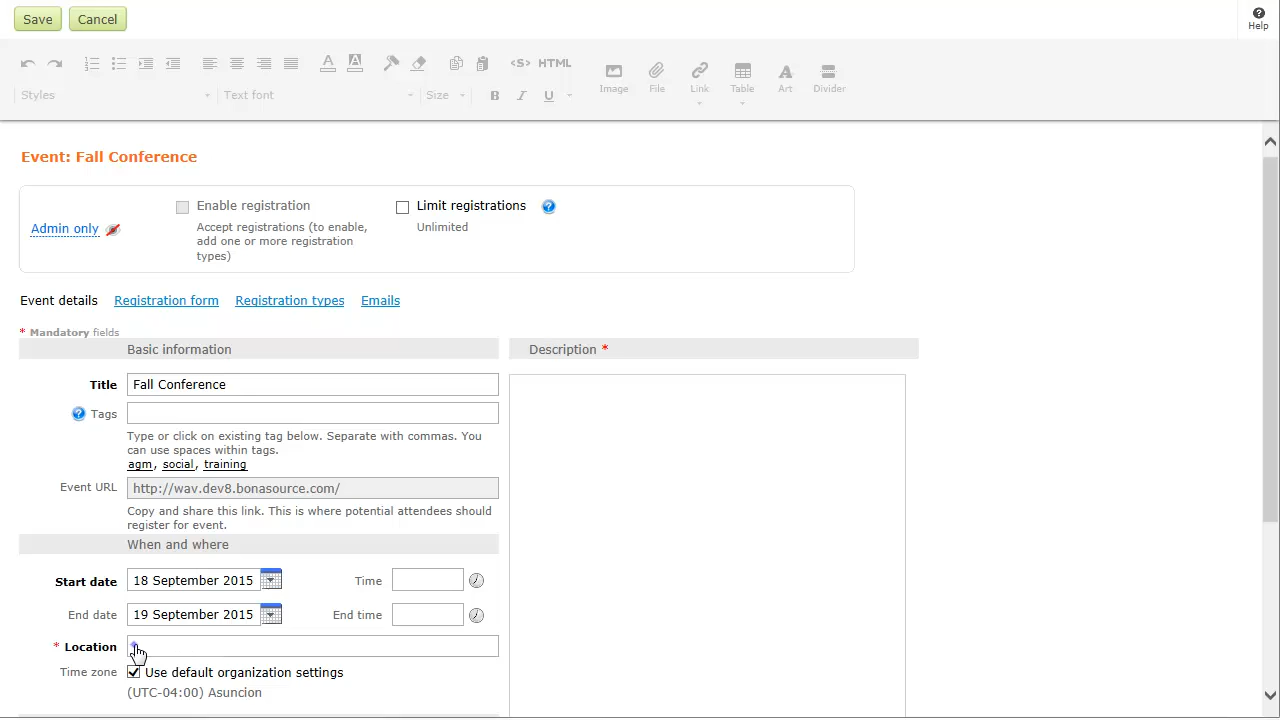 Save
Cancel
Help
<S> HTML
Styles
Text font
Size
B
I
U
Image
File
Link
Table
Art
Divider
Event: Fall Conference
Admin only
Enable registration
Accept registrations (to enable,
add one or more registration
types)
Limit registrations
Unlimited
Event details
Registration form
Registration types
Emails
* Mandatory fields
Basic information
Title
Fall Conference
Tags
Type or click on existing tag below. Separate with commas. You
can use spaces within tags.
agm, social, training
Event URL
http://wav.dev8.bonasource.com/
Copy and share this link. This is where potential attendees should
register for event.
When and where
Start date
18 September 2015
Time
End date
19 September 2015
End time
* Location
Time zone
Use default organization settings
(UTC-04:00) Asuncion
Description *